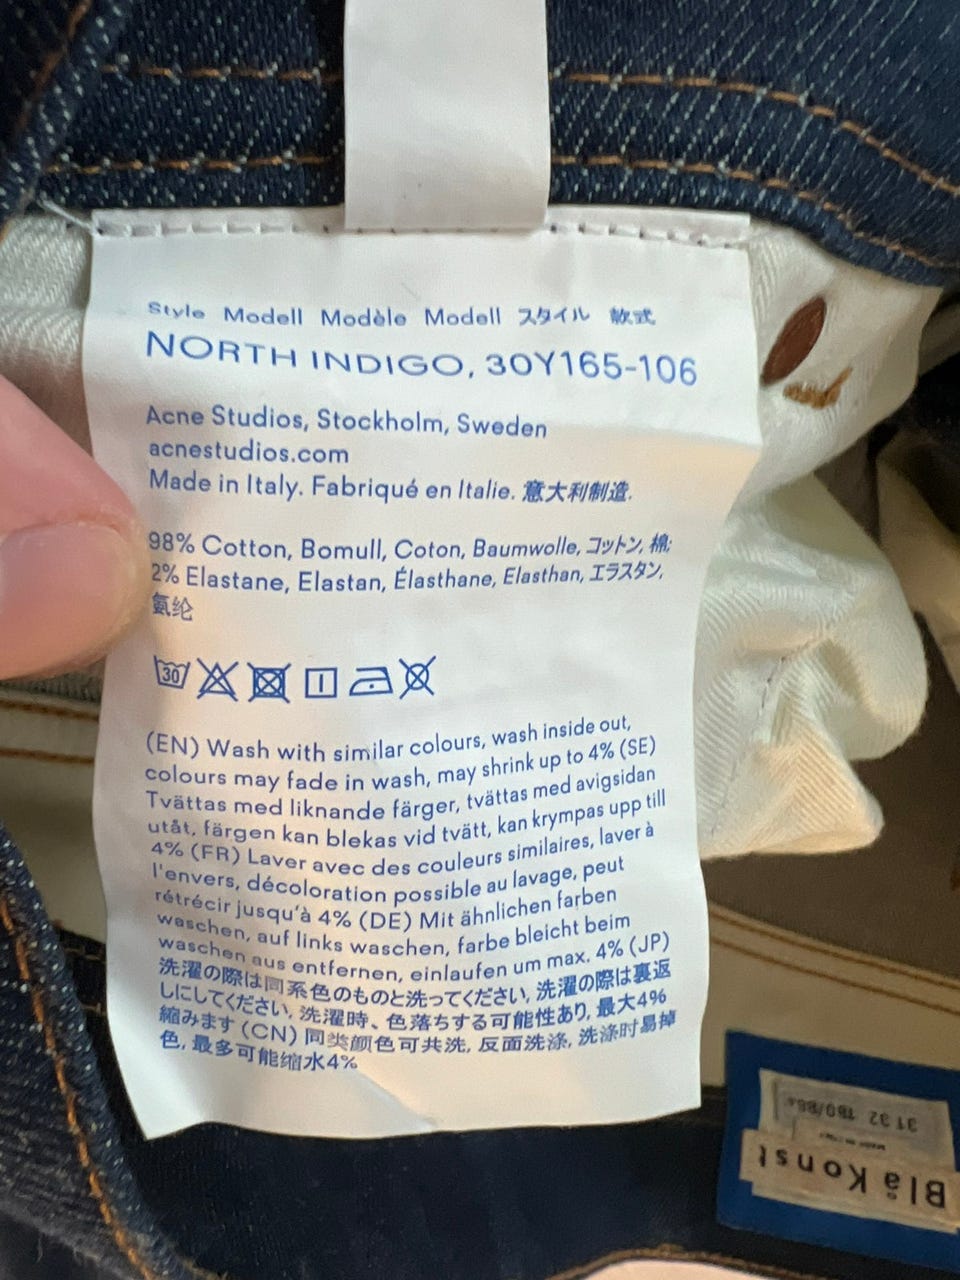 Style Modell Modèle Modell スタイル 款式
NORTH INDIGO, 30Y165-106
Acne Studios, Stockholm, Sweden
acnestudios.com
Made in Italy. Fabriqué en Italie. 意大利制造.
98% Cotton, Bomull, Coton, Baumwolle, コットン, 棉;
2% Elastane, Elastan, Élasthane, Elasthan, エラスタン,
氨纶
30
(EN) Wash with similar colours, wash inside out,
colours may fade in wash, may shrink up to 4% (SE)
Tvättas med liknande färger, tvättas med avigsidan
utåt, färgen kan blekas vid tvätt, kan krympas upp till
4% (FR) Laver avec des couleurs similaires, laver à
l'envers, décoloration possible au lavage, peut
rétrécir jusqu'à 4% (DE) Mit ähnlichen farben
waschen, auf links waschen, farbe bleicht beim
waschen aus entfernen, einlaufen um max. 4% (JP)
洗濯の際は同系色のものと洗ってください, 洗濯の際は裏返
しにしてください, 洗濯時、色落ちする可能性あり, 最大4%
縮みます (CN) 同类颜色可共洗, 反面洗涤, 洗涤时易掉
色, 最多可能缩水4%
Blå Konst
31 32